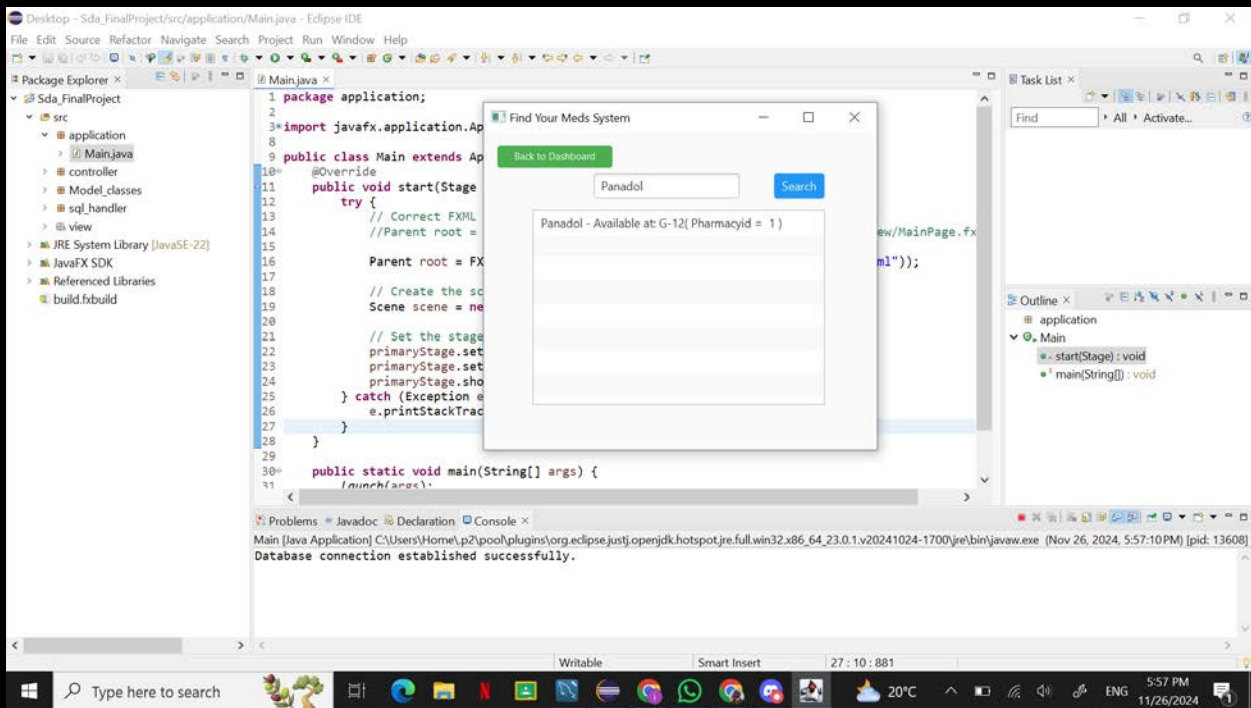 Desktop - Sda_FinalProject/src/application/Main.java - Eclipse IDE
File Edit Source Refactor Navigate Search Project Run Window Help
Package Explorer ×
Sda_FinalProject
src
application
Main.java
controller
Model_classes
sql_handler
view
JRE System Library [JavaSE-22]
JavaFX SDK
Referenced Libraries
build.fxbuild
Main.java ×
1 package application;
2
3 import javafx.application.Ap
8
9 public class Main extends Ap
10 @Override
11 public void start(Stage
12 try {
13 // Correct FXML
14 //Parent root = ew/MainPage.fx
15
16 Parent root = FX ml"));
17
18 // Create the sc
19 Scene scene = ne
20
21 // Set the stage
22 primaryStage.set
23 primaryStage.set
24 primaryStage.sho
25 } catch (Exception e
26 e.printStackTrac
27 }
28 }
29
30 public static void main(String[] args) {
31 launch(args);
Find Your Meds System
Back to Dashboard
Panadol
Search
Panadol - Available at: G-12( Pharmacyid = 1 )
Task List ×
Find
All
Activate...
Outline ×
application
Main
start(Stage) : void
main(String[]) : void
Problems Javadoc Declaration Console ×
Main [Java Application] C:\Users\Home\.p2\pool\plugins\org.eclipse.justj.openjdk.hotspot.jre.full.win32.x86_64_23.0.1.v20241024-1700\jre\bin\javaw.exe (Nov 26, 2024, 5:57:10 PM) [pid: 13608]
Database connection established successfully.
Writable
Smart Insert
27 : 10 : 881
Type here to search
20°C
ENG
5:57 PM
11/26/2024